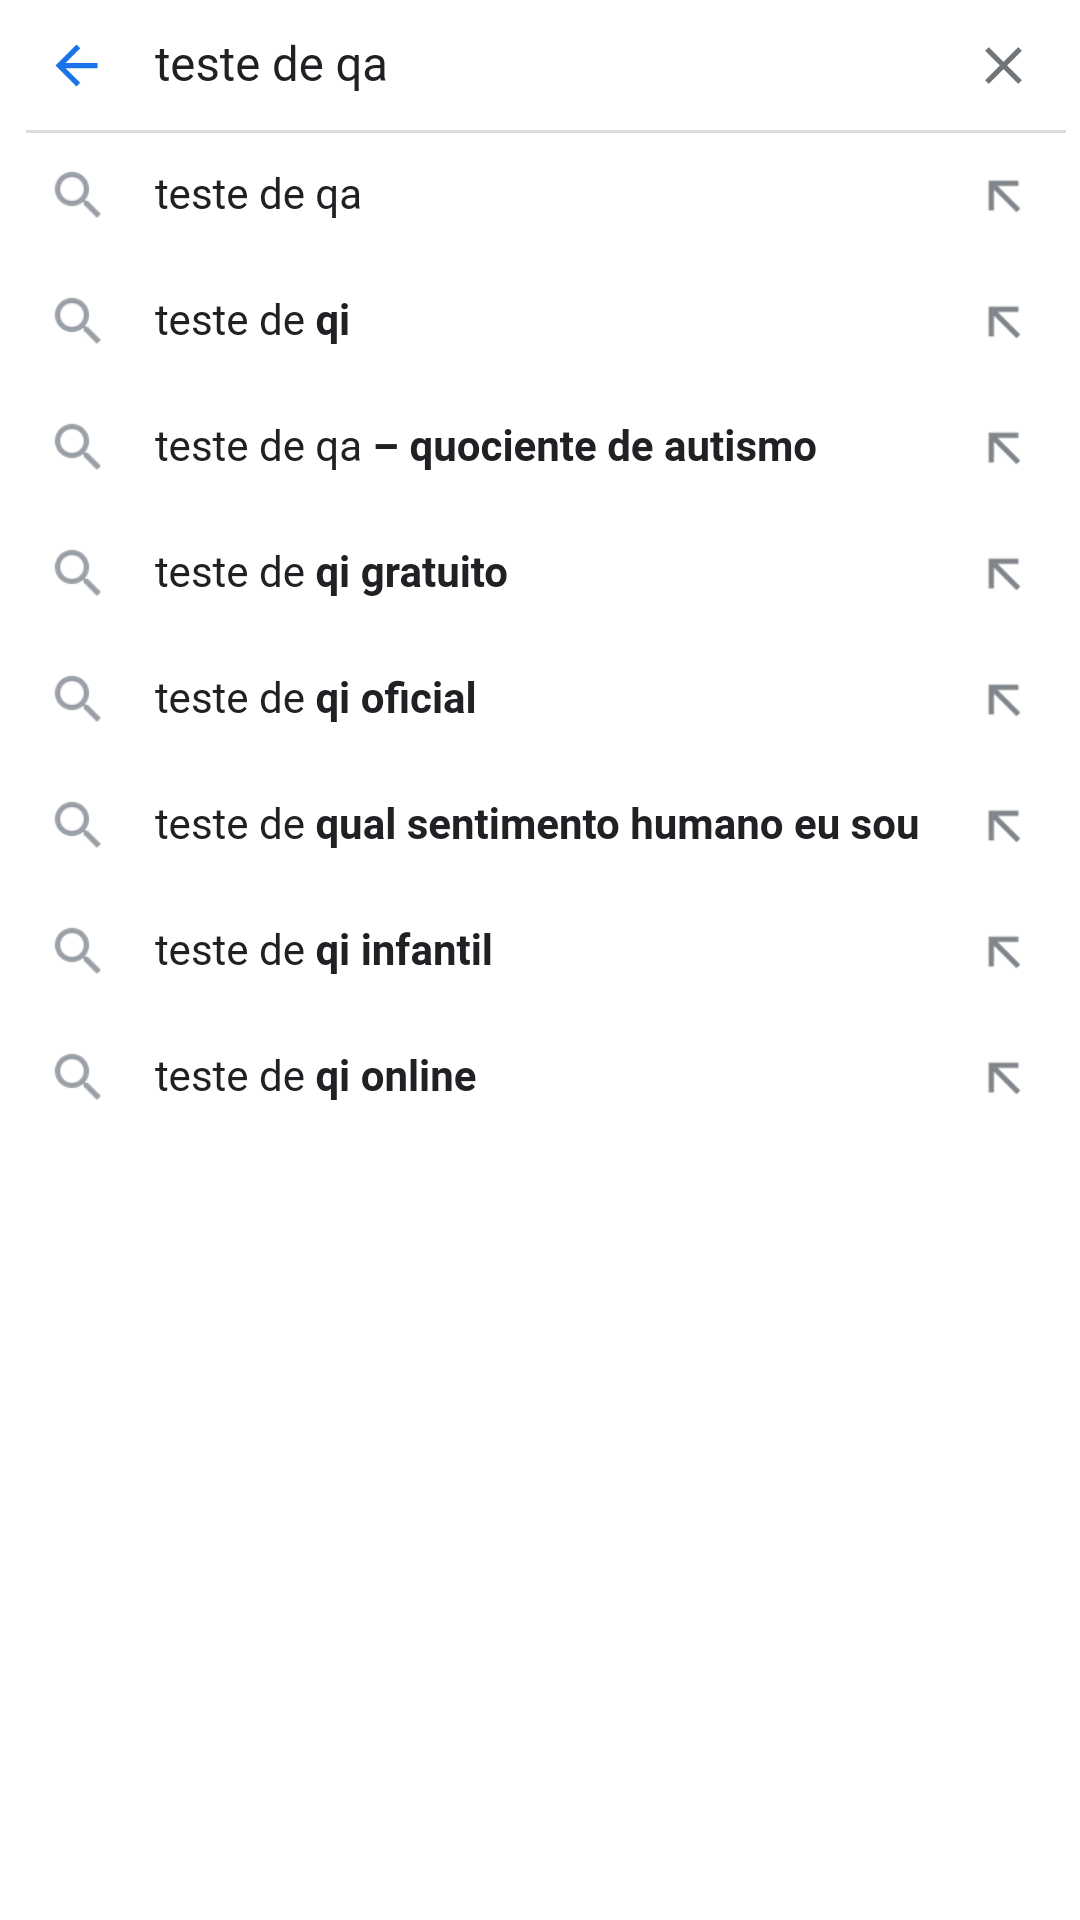 teste de qa
teste de qa
teste de qi
teste de qa – quociente de autismo
teste de qi gratuito
teste de qi oficial
teste de qual sentimento humano eu sou
teste de qi infantil
teste de qi online